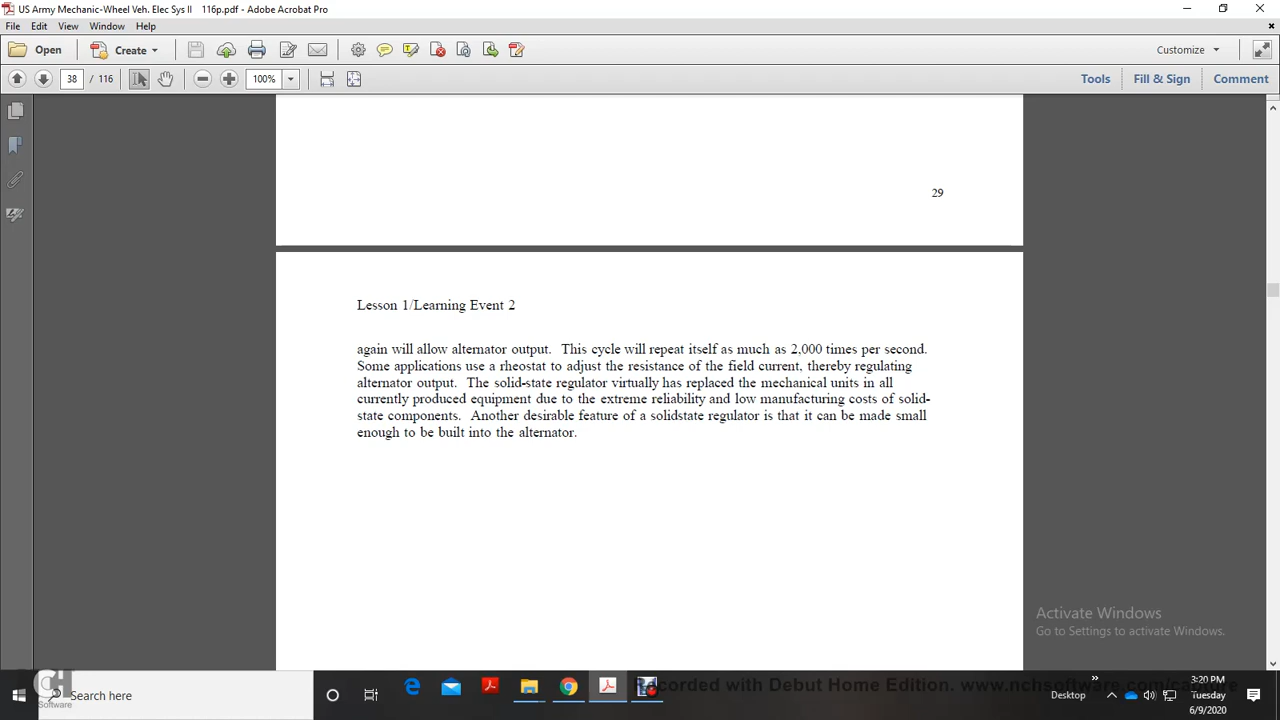 US Army Mechanic-Wheel Veh. Elec Sys II 116p.pdf - Adobe Acrobat Pro
File Edit View Window Help
Open Create Customize
38 / 116 100% Tools Fill & Sign Comment
29
Lesson 1/Learning Event 2
again will allow alternator output. This cycle will repeat itself as much as 2,000 times per second.
Some applications use a rheostat to adjust the resistance of the field current, thereby regulating
alternator output. The solid-state regulator virtually has replaced the mechanical units in all
currently produced equipment due to the extreme reliability and low manufacturing costs of solid-
state components. Another desirable feature of a solidstate regulator is that it can be made small
enough to be built into the alternator.
Activate Windows
Go to Settings to activate Windows.
Recorded with Debut Home Edition. www.nchsoftware.com/capture
NCH
Software
Search here
Desktop
3:20 PM
Tuesday
6/9/2020